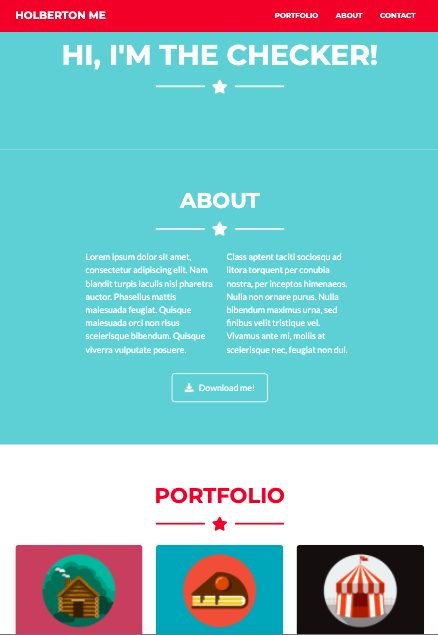 HOLBERTON ME
PORTFOLIO ABOUT CONTACT
HI, I'M THE CHECKER!
ABOUT
Lorem ipsum dolor sit amet,
consectetur adipiscing elit. Nam
blandit turpis iaculis nisl pharetra
auctor. Phasellus mattis
malesuada feugiat. Quisque
malesuada orci non risus
scelerisque bibendum. Quisque
viverra vulputate posuere.
Class aptent taciti sociosqu ad
litora torquent per conubia
nostra, per inceptos himenaeos.
Nulla non ornare purus. Nulla
bibendum maximus urna, sed
finibus velit tristique vel.
Vivamus ante mi, mollis at
scelerisque nec, feugiat non dui.
Download me!
PORTFOLIO